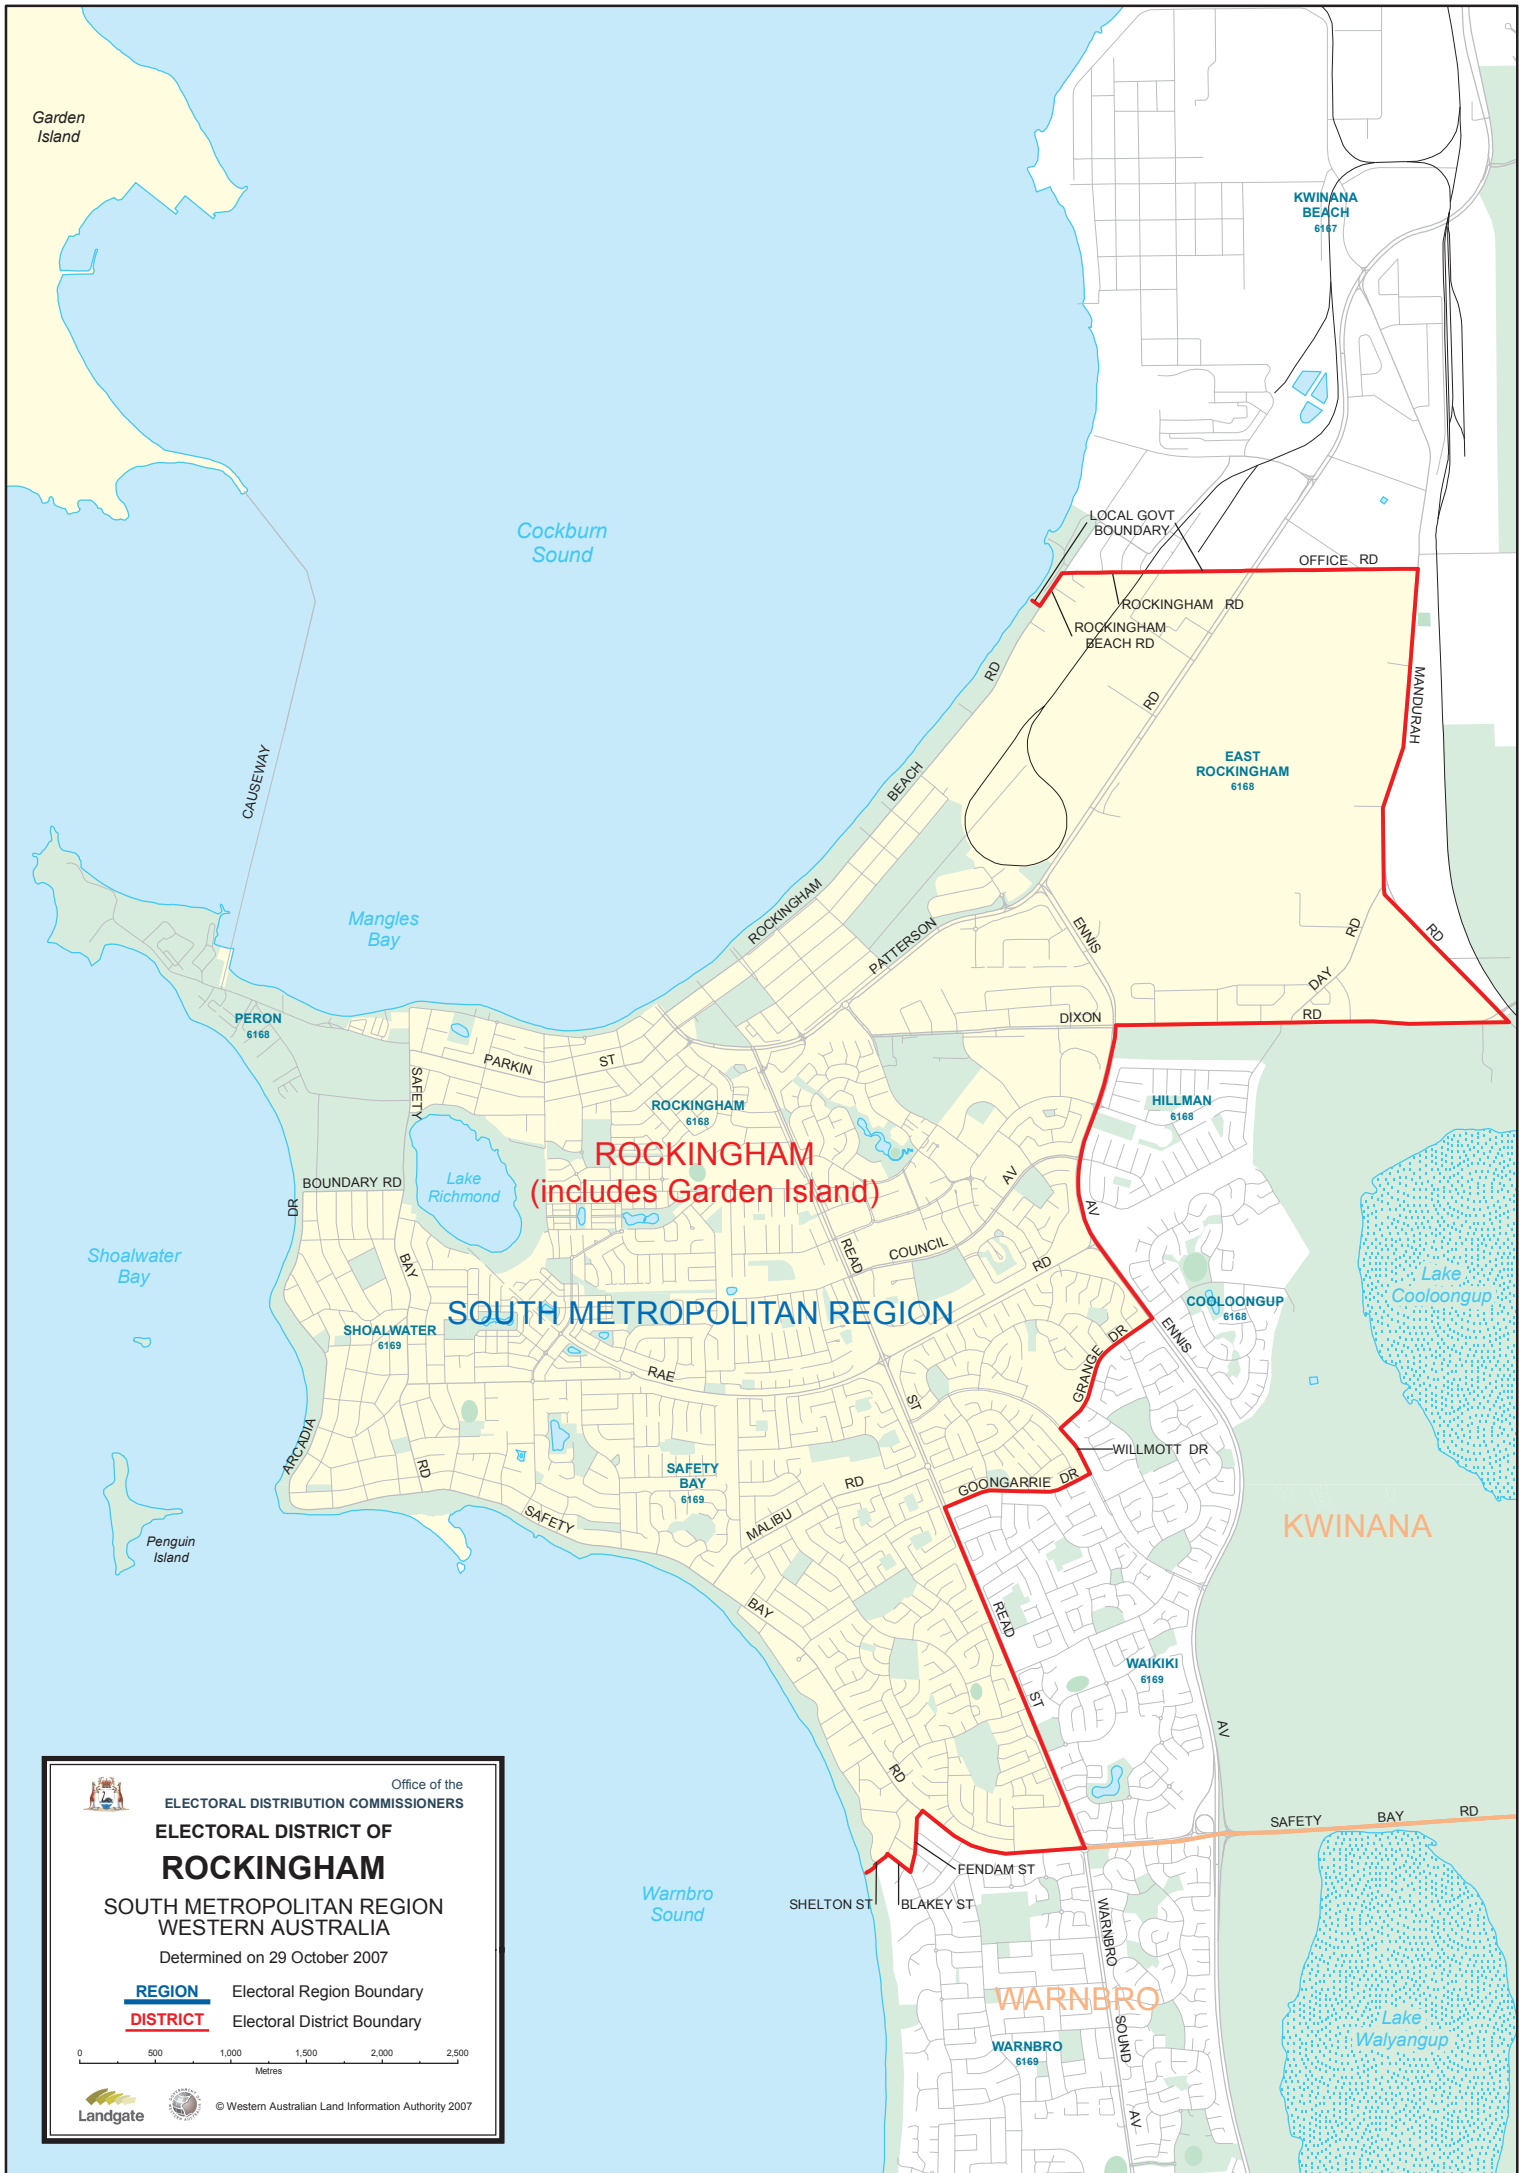 Garden
Island
KWINANA
BEACH
6167
Cockburn
Sound
LOCAL GOVT
BOUNDARY
OFFICE RD
ROCKINGHAM RD
ROCKINGHAM
BEACH RD
RD
RD
MANDURAH
EAST
ROCKINGHAM
6168
CAUSEWAY
BEACH
ROCKINGHAM
Mangles
Bay
PATTERSON
ENNIS
RD
RD
DAY
PERON
6168
DIXON
RD
PARKIN
ST
SAFETY
HILLMAN
6168
ROCKINGHAM
6168
ROCKINGHAM
(includes Garden Island)
BOUNDARY RD
Lake
Richmond
DR
AV
AV
Shoalwater
Bay
BAY
READ
COUNCIL
RD
Lake
Cooloongup
COOLOONGUP
6168
SOUTH METROPOLITAN REGION
SHOALWATER
6169
ENNIS
DR
GRANGE
RAE
ST
ARCADIA
RD
WILLMOTT DR
SAFETY
BAY
6169
RD
GOONGARRIE DR
MALIBU
SAFETY
KWINANA
Penguin
Island
BAY
READ
WAIKIKI
6169
ST
AV
RD
SAFETY BAY RD
FENDAM ST
SHELTON ST
BLAKEY ST
Warnbro
Sound
WARNBRO
WARNBRO
SOUND
WARNBRO
6169
Lake
Walyangup
AV
Office of the
ELECTORAL DISTRIBUTION COMMISSIONERS
ELECTORAL DISTRICT OF
ROCKINGHAM
SOUTH METROPOLITAN REGION
WESTERN AUSTRALIA
Determined on 29 October 2007
REGION Electoral Region Boundary
DISTRICT Electoral District Boundary
0 500 1,000 1,500 2,000 2,500
Metres
Landgate
© Western Australian Land Information Authority 2007